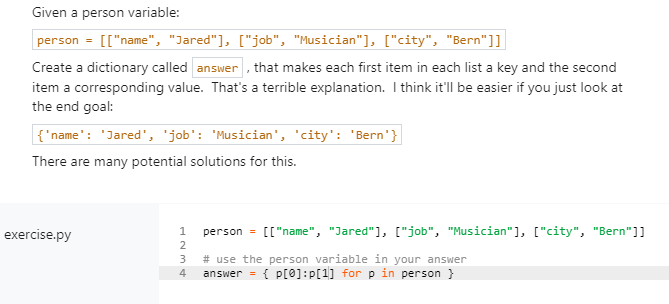 Given a person variable:
person = [["name", "Jared"], ["job", "Musician"], ["city", "Bern"]]
Create a dictionary called answer , that makes each first item in each list a key and the second
item a corresponding value.  That's a terrible explanation.  I think it'll be easier if you just look at
the end goal:
{'name': 'Jared', 'job': 'Musician', 'city': 'Bern'}
There are many potential solutions for this.
exercise.py
1 person = [["name", "Jared"], ["job", "Musician"], ["city", "Bern"]]
2
3 # use the person variable in your answer
4 answer = { p[0]:p[1] for p in person }